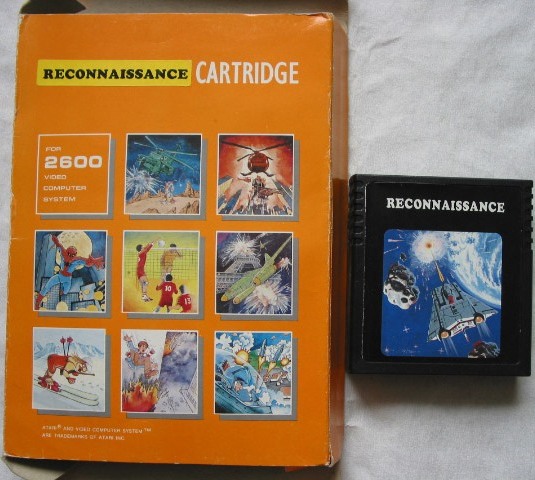 RECONNAISSANCE CARTRIDGE
FOR
2600
VIDEO
COMPUTER
SYSTEM
10
13
ATARI® AND VIDEO COMPUTER SYSTEM™
ARE TRADEMARKS OF ATARI INC.
RECONNAISSANCE